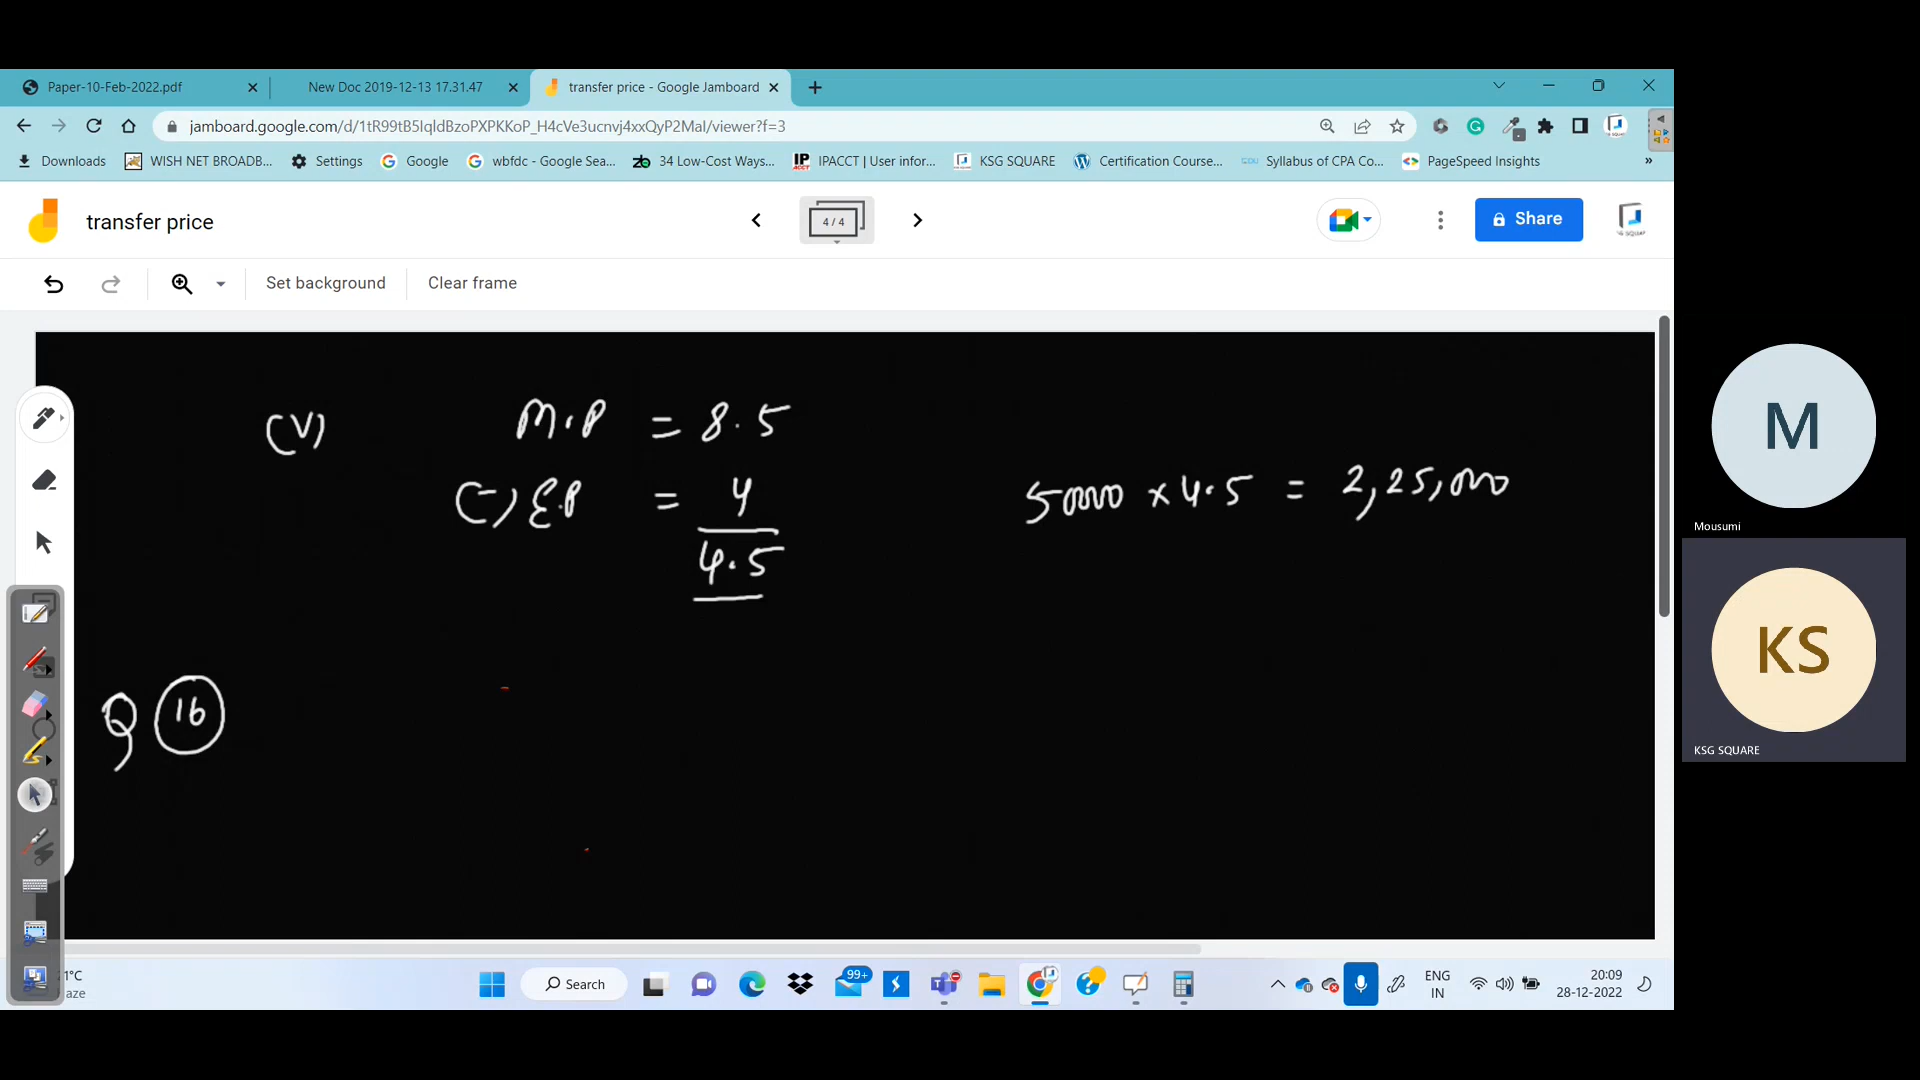 Paper-10-Feb-2022.pdf
New Doc 2019-12-13 17.31.47
transfer price - Google Jamboard
jamboard.google.com/d/1tR99tB5IqldBzoPXPKKoP_H4cVe3ucnvj4xxQyP2MaI/viewer?f=3
Downloads
WISH NET BROADB...
Settings
Google
wbfdc - Google Sea...
34 Low-Cost Ways...
IPACCT | User infor...
KSG SQUARE
Certification Course...
Syllabus of CPA Co...
PageSpeed Insights
»
transfer price
4 / 4
Share
Set background
Clear frame
(V) M.P = 8.5
(-) E.P = 4
50000 x 4.5 = 2,25,000
4.5
Q 16
M
Mousumi
KS
KSG SQUARE
1°C
aze
Search
99+
ENG
IN
20:09
28-12-2022